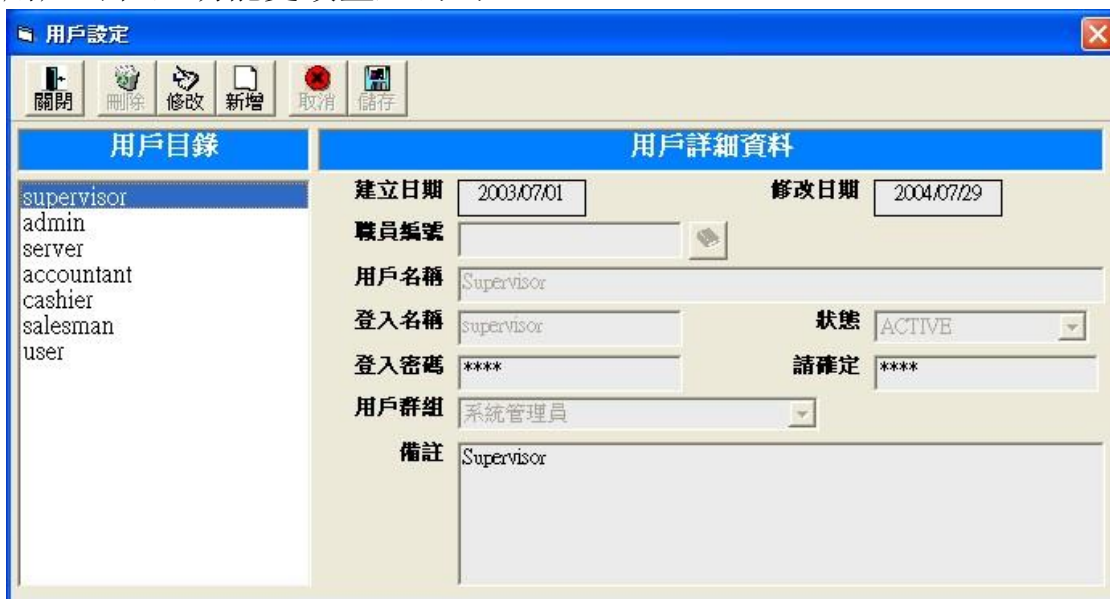 用戶設定
關閉 刪除 修改 新增 取消 儲存
用戶目錄
用戶詳細資料
supervisor
admin
server
accountant
cashier
salesman
user
建立日期 2003/07/01 修改日期 2004/07/29
職員編號
用戶名稱 Supervisor
登入名稱 supervisor 狀態 ACTIVE
登入密碼 **** 請確定 ****
用戶群組 系統管理員
備註 Supervisor